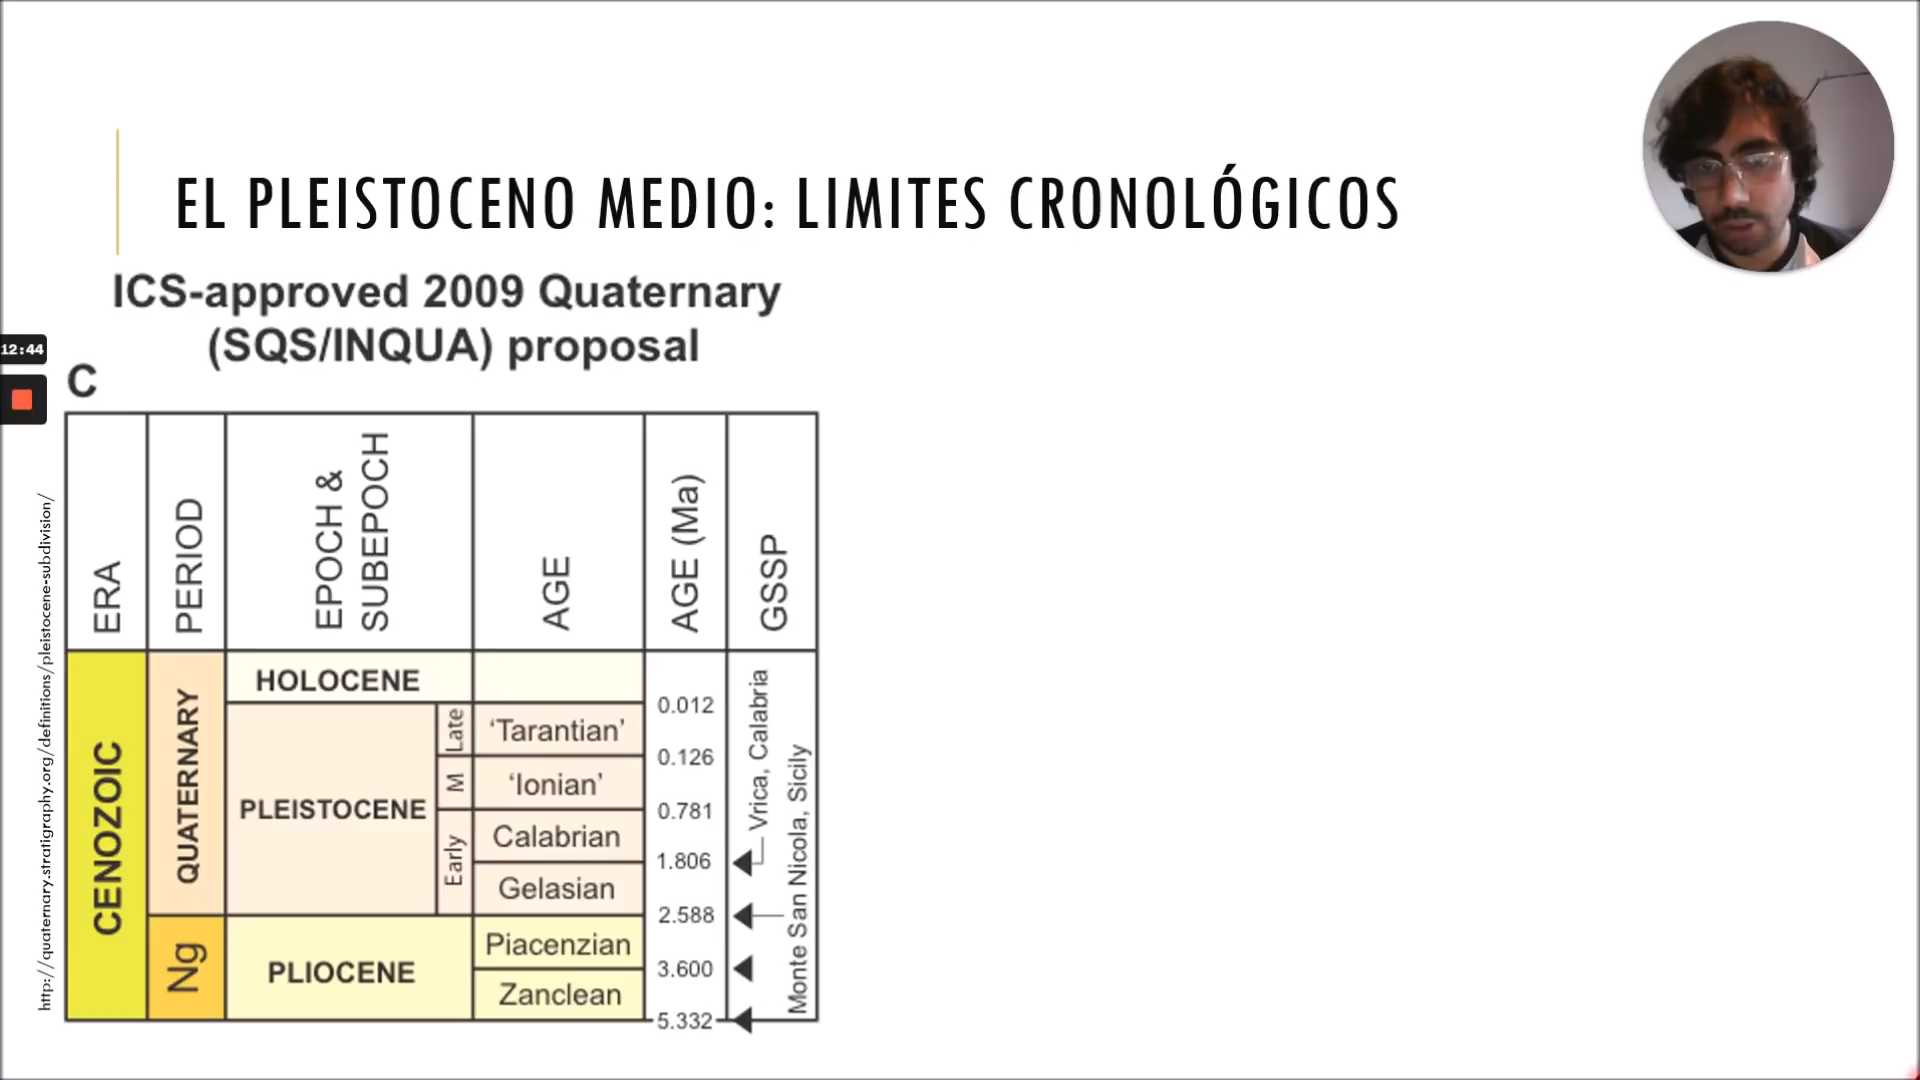 EL PLEISTOCENO MEDIO: LIMITES CRONOLÓGICOS
ICS-approved 2009 Quaternary
(SQS/INQUA) proposal
12:44
C
http://quaternary.stratigraphy.org/definitions/pleistocene-subdivision/
ERA
PERIOD
EPOCH &
SUBEPOCH
AGE
AGE (Ma)
GSSP
CENOZOIC
QUATERNARY
Ng
HOLOCENE
PLEISTOCENE
PLIOCENE
Late
M
Early
‘Tarantian’
‘Ionian’
Calabrian
Gelasian
Piacenzian
Zanclean
0.012
0.126
0.781
1.806
2.588
3.600
5.332
Vrica, Calabria
Monte San Nicola, Sicily